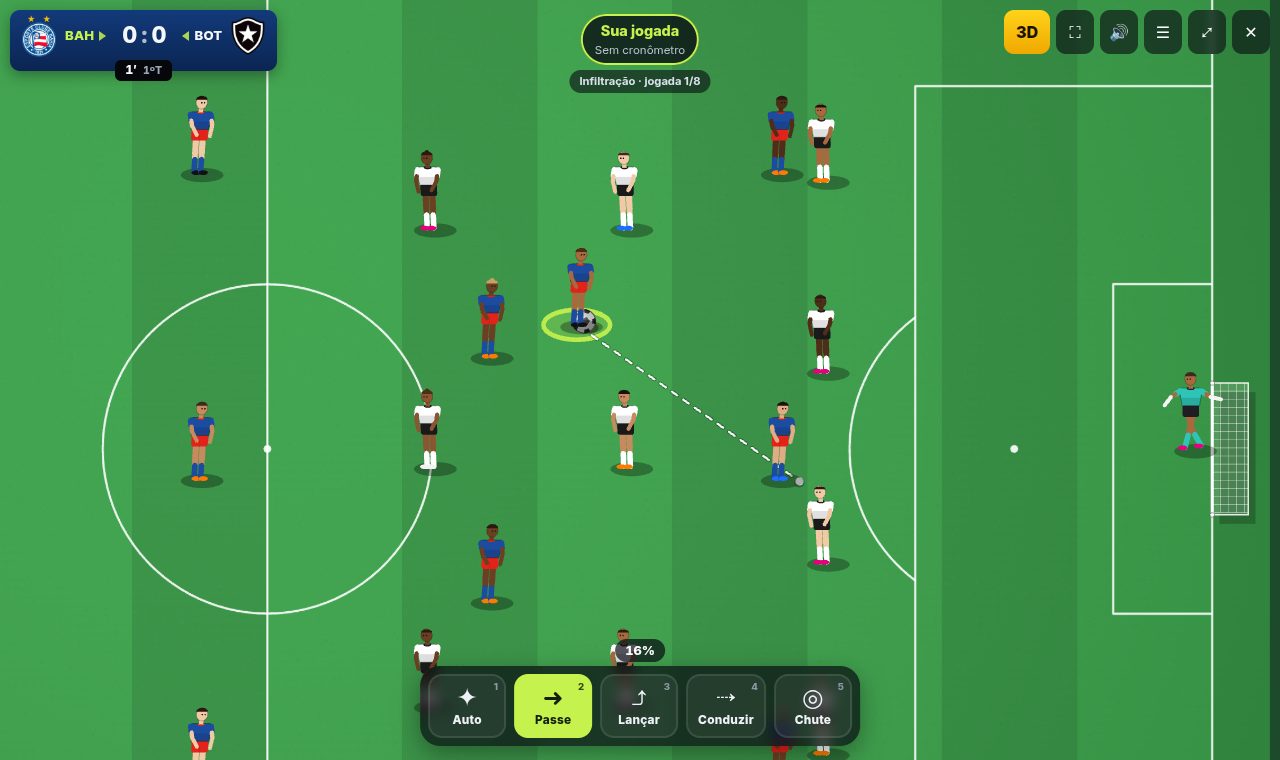 BAH 0:0 BOT
1' 1ºT
Sua jogada
Sem cronômetro
Infiltração · jogada 1/8
3D
16%
1 2 3 4 5
Auto Passe Lançar Conduzir Chute